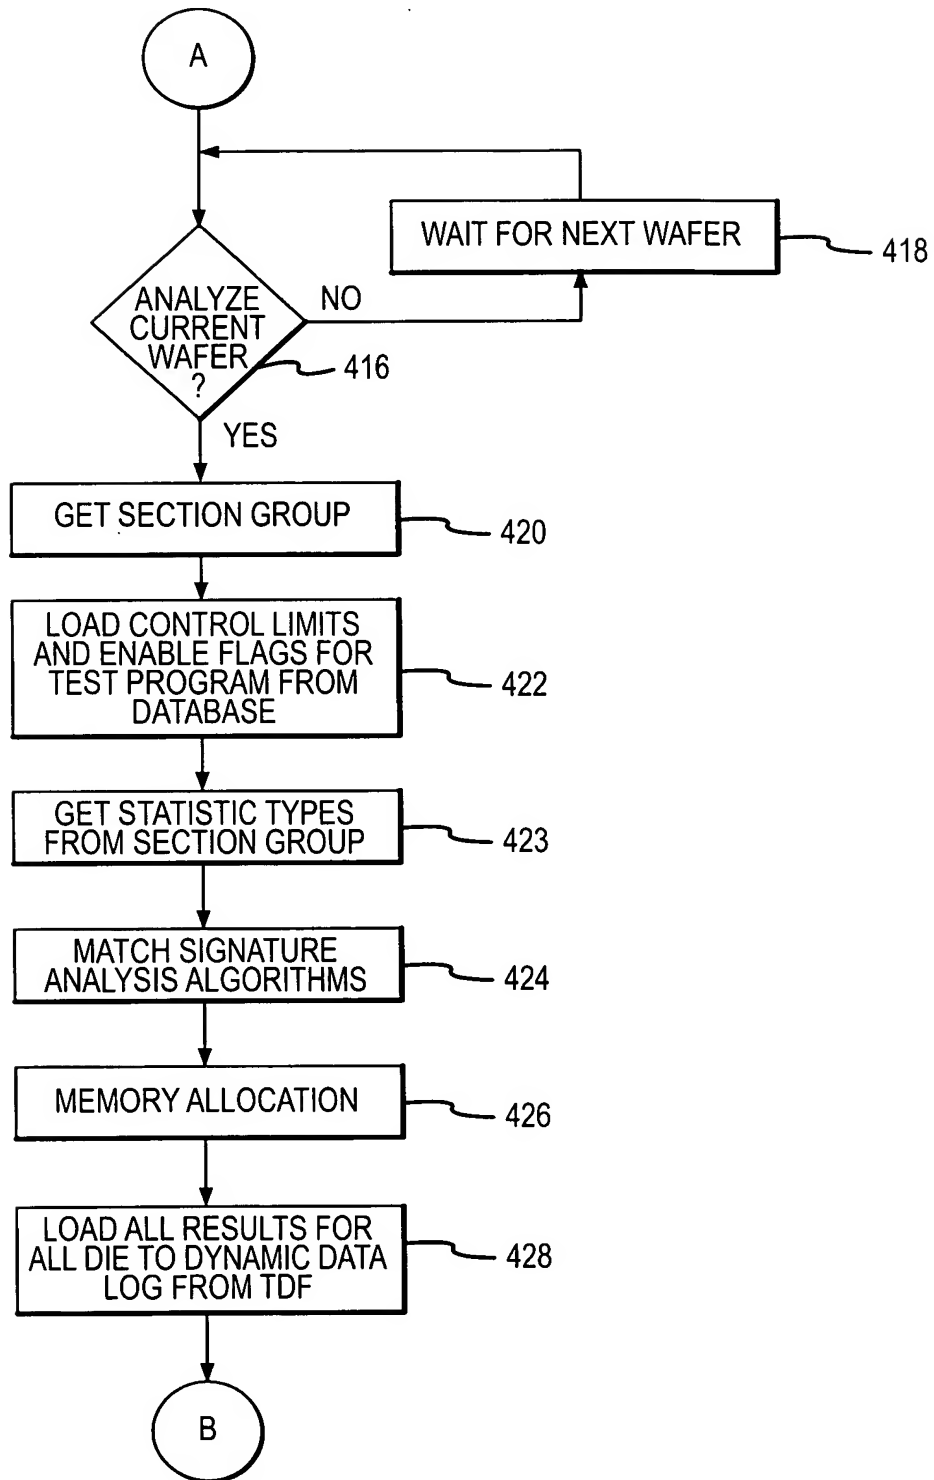 A
WAIT FOR NEXT WAFER
418
ANALYZE
CURRENT
WAFER
?
NO
416
YES
GET SECTION GROUP
420
LOAD CONTROL LIMITS
AND ENABLE FLAGS FOR
TEST PROGRAM FROM
DATABASE
422
GET STATISTIC TYPES
FROM SECTION GROUP
423
MATCH SIGNATURE
ANALYSIS ALGORITHMS
424
MEMORY ALLOCATION
426
LOAD ALL RESULTS FOR
ALL DIE TO DYNAMIC DATA
LOG FROM TDF
428
B